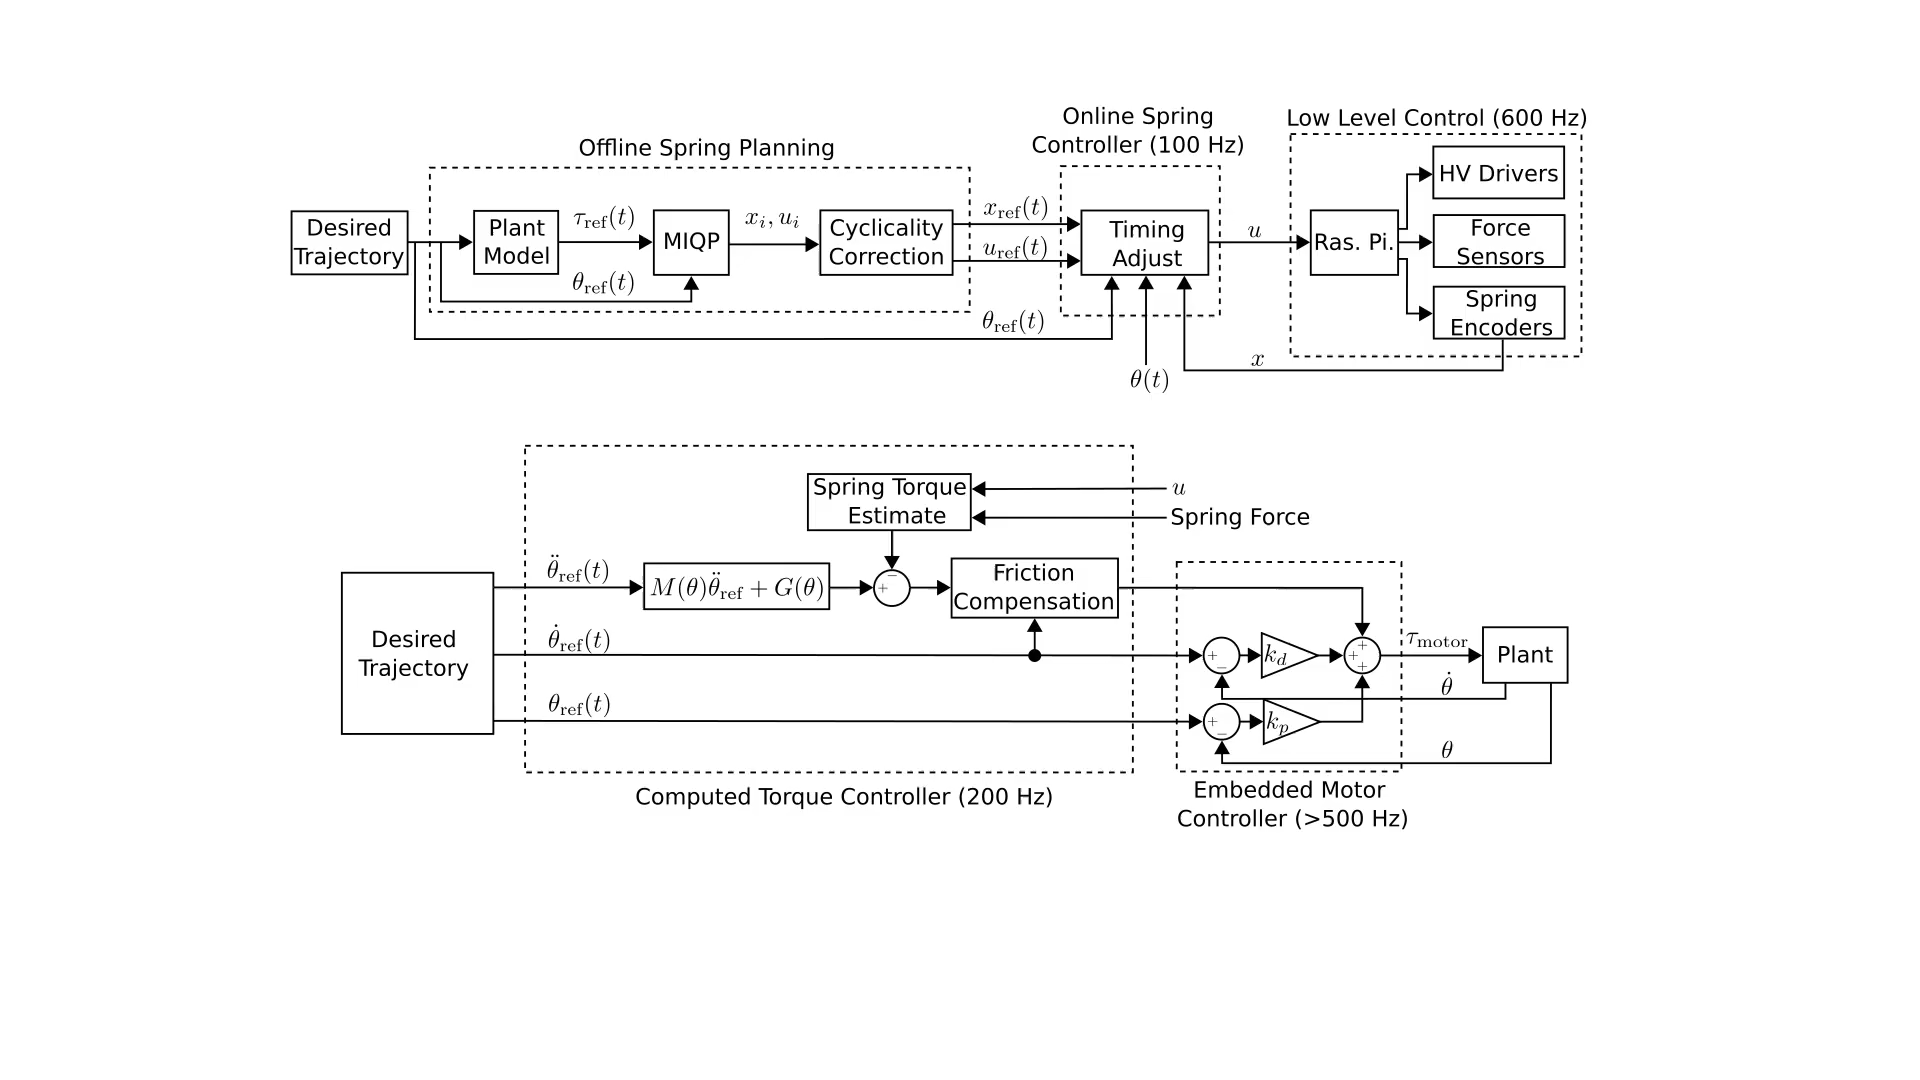 Offline Spring Planning
Online Spring
Controller (100 Hz)
Low Level Control (600 Hz)
Desired
Trajectory
Plant
Model
τref(t)
θref(t)
MIQP
xi, ui
Cyclicality
Correction
xref(t)
uref(t)
θref(t)
Timing
Adjust
θ(t)
u
x
Ras. Pi.
HV Drivers
Force
Sensors
Spring
Encoders
Spring Torque
Estimate
u
Spring Force
Desired
Trajectory
θ̈ref(t)
M(θ)θ̈ref + G(θ)
+
−
Friction
Compensation
θ̇ref(t)
θref(t)
+
−
kd
+
+
+
τmotor
Plant
θ̇
+
−
kp
θ
Computed Torque Controller (200 Hz)
Embedded Motor
Controller (>500 Hz)